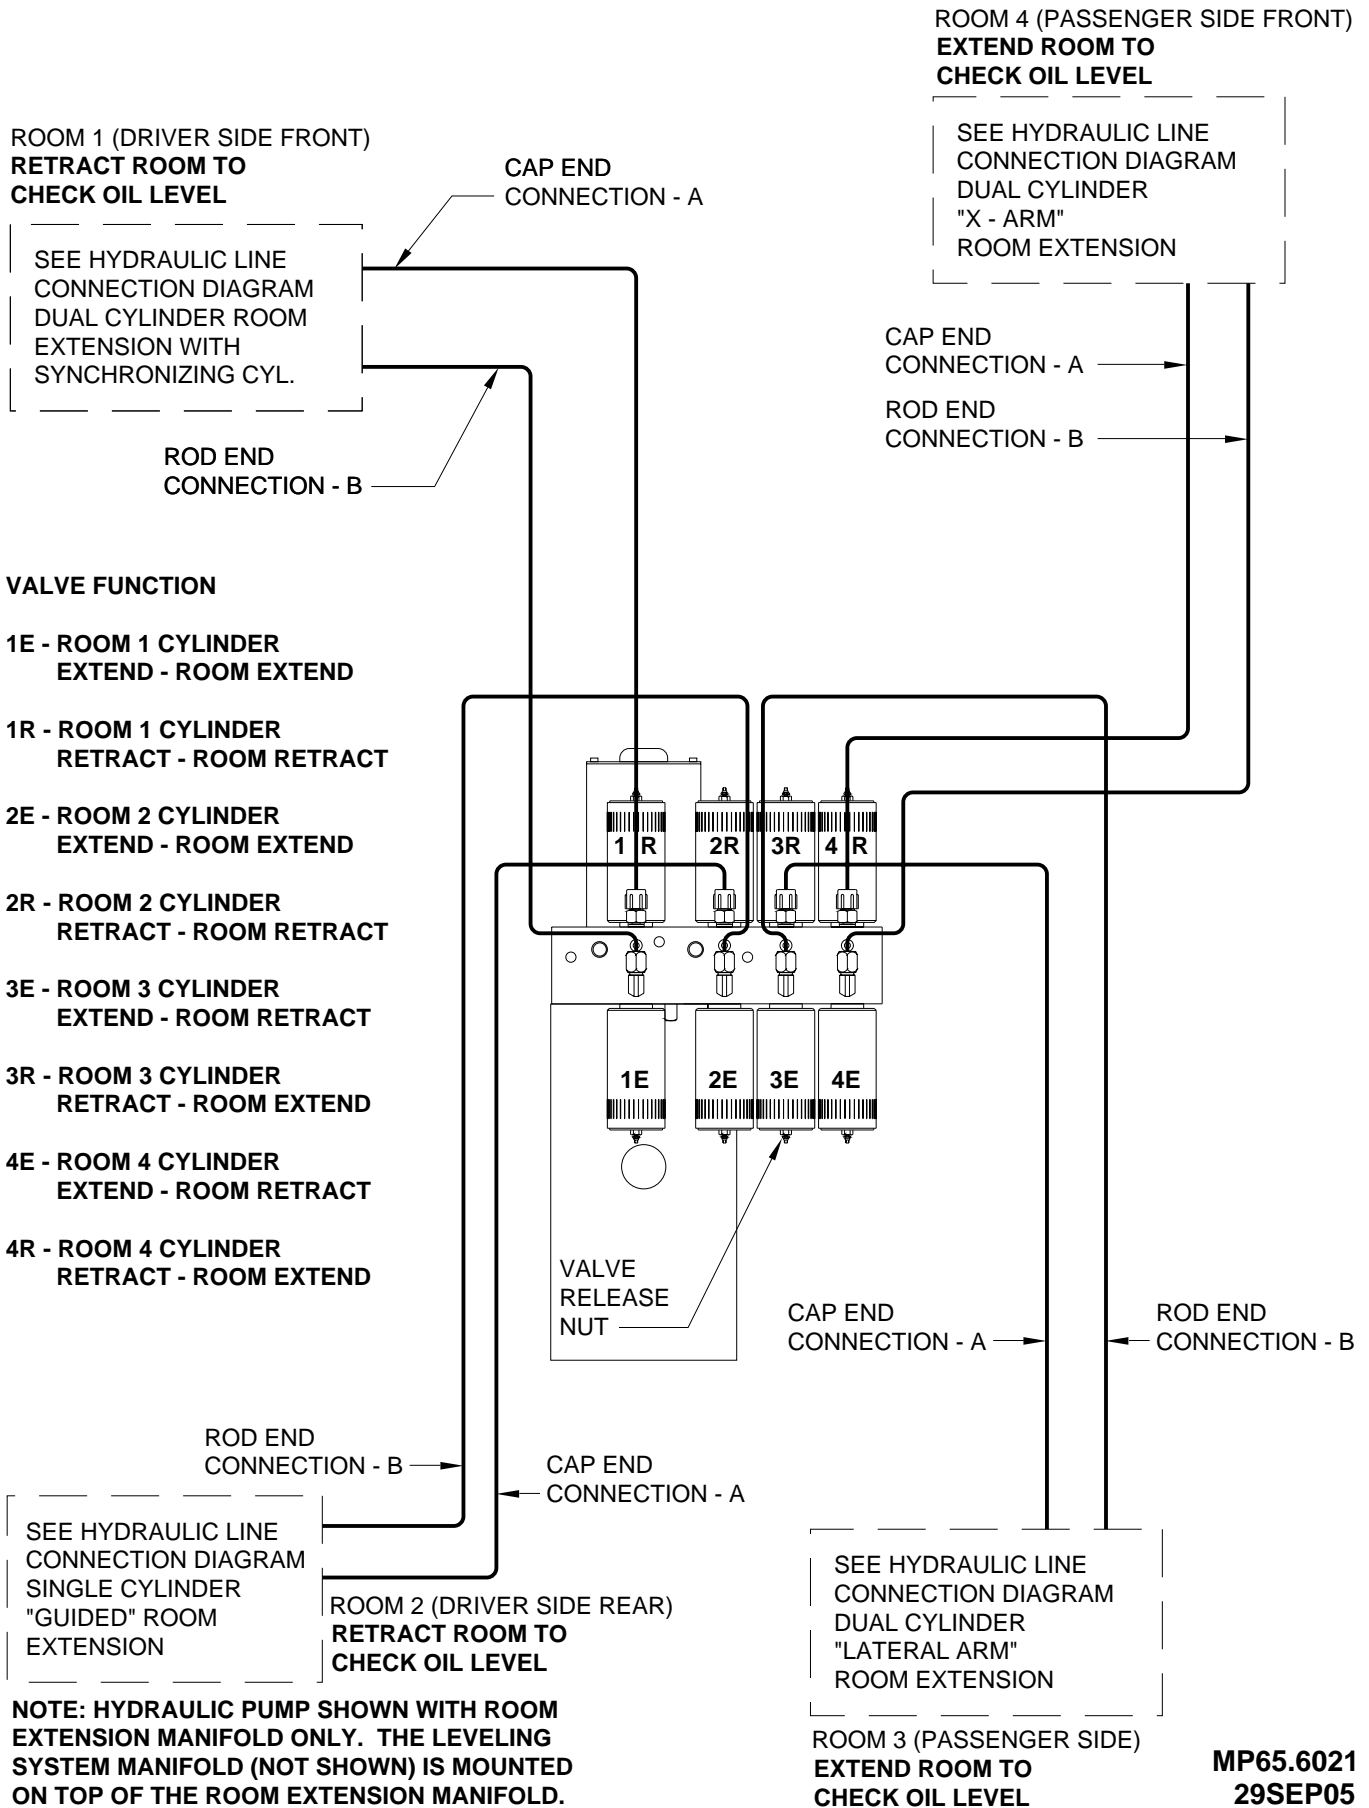 ROOM 4 (PASSENGER SIDE FRONT)
EXTEND ROOM TO
CHECK OIL LEVEL
SEE HYDRAULIC LINE
CONNECTION DIAGRAM
DUAL CYLINDER
"X - ARM"
ROOM EXTENSION
ROOM 1 (DRIVER SIDE FRONT)
RETRACT ROOM TO
CHECK OIL LEVEL
CAP END
CONNECTION - A
SEE HYDRAULIC LINE
CONNECTION DIAGRAM
DUAL CYLINDER ROOM
EXTENSION WITH
SYNCHRONIZING CYL.
CAP END
CONNECTION - A
ROD END
CONNECTION - B
ROD END
CONNECTION - B
VALVE FUNCTION
1E - ROOM 1 CYLINDER
EXTEND - ROOM EXTEND
1R - ROOM 1 CYLINDER
RETRACT - ROOM RETRACT
2E - ROOM 2 CYLINDER
EXTEND - ROOM EXTEND
2R - ROOM 2 CYLINDER
RETRACT - ROOM RETRACT
3E - ROOM 3 CYLINDER
EXTEND - ROOM RETRACT
3R - ROOM 3 CYLINDER
RETRACT - ROOM EXTEND
4E - ROOM 4 CYLINDER
EXTEND - ROOM RETRACT
4R - ROOM 4 CYLINDER
RETRACT - ROOM EXTEND
1 R 2R 3R 4 R
1E 2E 3E 4E
VALVE
RELEASE
NUT
CAP END
CONNECTION - A
ROD END
CONNECTION - B
ROD END
CONNECTION - B
CAP END
CONNECTION - A
SEE HYDRAULIC LINE
CONNECTION DIAGRAM
SINGLE CYLINDER
"GUIDED" ROOM
EXTENSION
ROOM 2 (DRIVER SIDE REAR)
RETRACT ROOM TO
CHECK OIL LEVEL
SEE HYDRAULIC LINE
CONNECTION DIAGRAM
DUAL CYLINDER
"LATERAL ARM"
ROOM EXTENSION
ROOM 3 (PASSENGER SIDE)
EXTEND ROOM TO
CHECK OIL LEVEL
NOTE: HYDRAULIC PUMP SHOWN WITH ROOM
EXTENSION MANIFOLD ONLY. THE LEVELING
SYSTEM MANIFOLD (NOT SHOWN) IS MOUNTED
ON TOP OF THE ROOM EXTENSION MANIFOLD.
MP65.6021
29SEP05